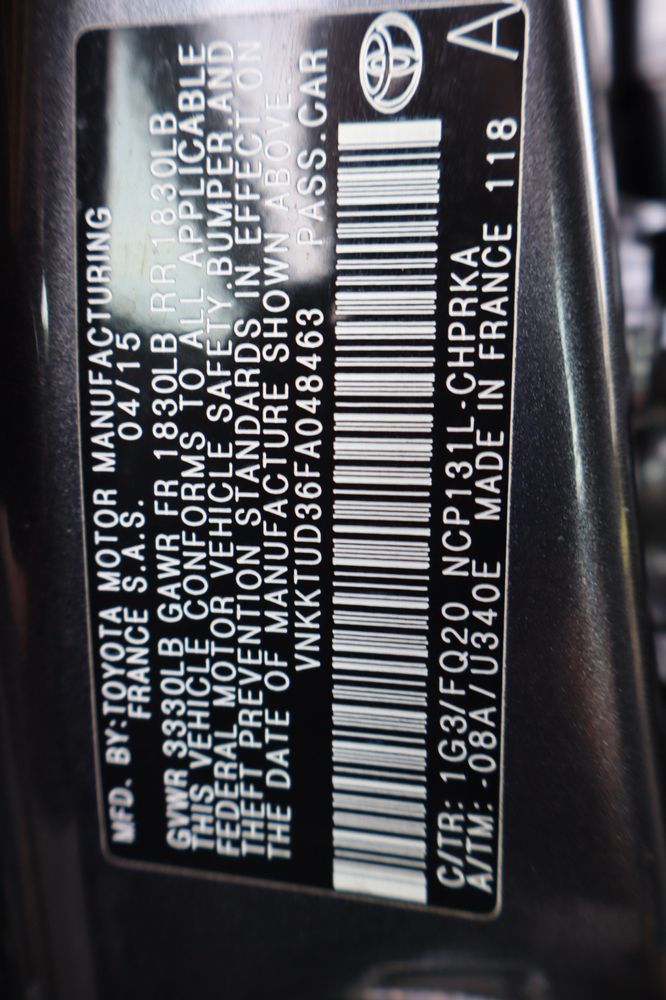 MFD. BY:TOYOTA MOTOR MANUFACTURING
FRANCE S.A.S. 04/15
GVWR 3330LB GAWR FR 1830LB RR 1830LB
THIS VEHICLE CONFORMS TO ALL APPLICABLE
FEDERAL MOTOR VEHICLE SAFETY,BUMPER,AND
THEFT PREVENTION STANDARDS IN EFFECT ON
THE DATE OF MANUFACTURE SHOWN ABOVE.
VNKKTUD36FA048463 PASS.CAR
C/TR: 1G3/FQ20 NCP131L-CHPRKA A
A/TM: -08A/U340E MADE IN FRANCE 118